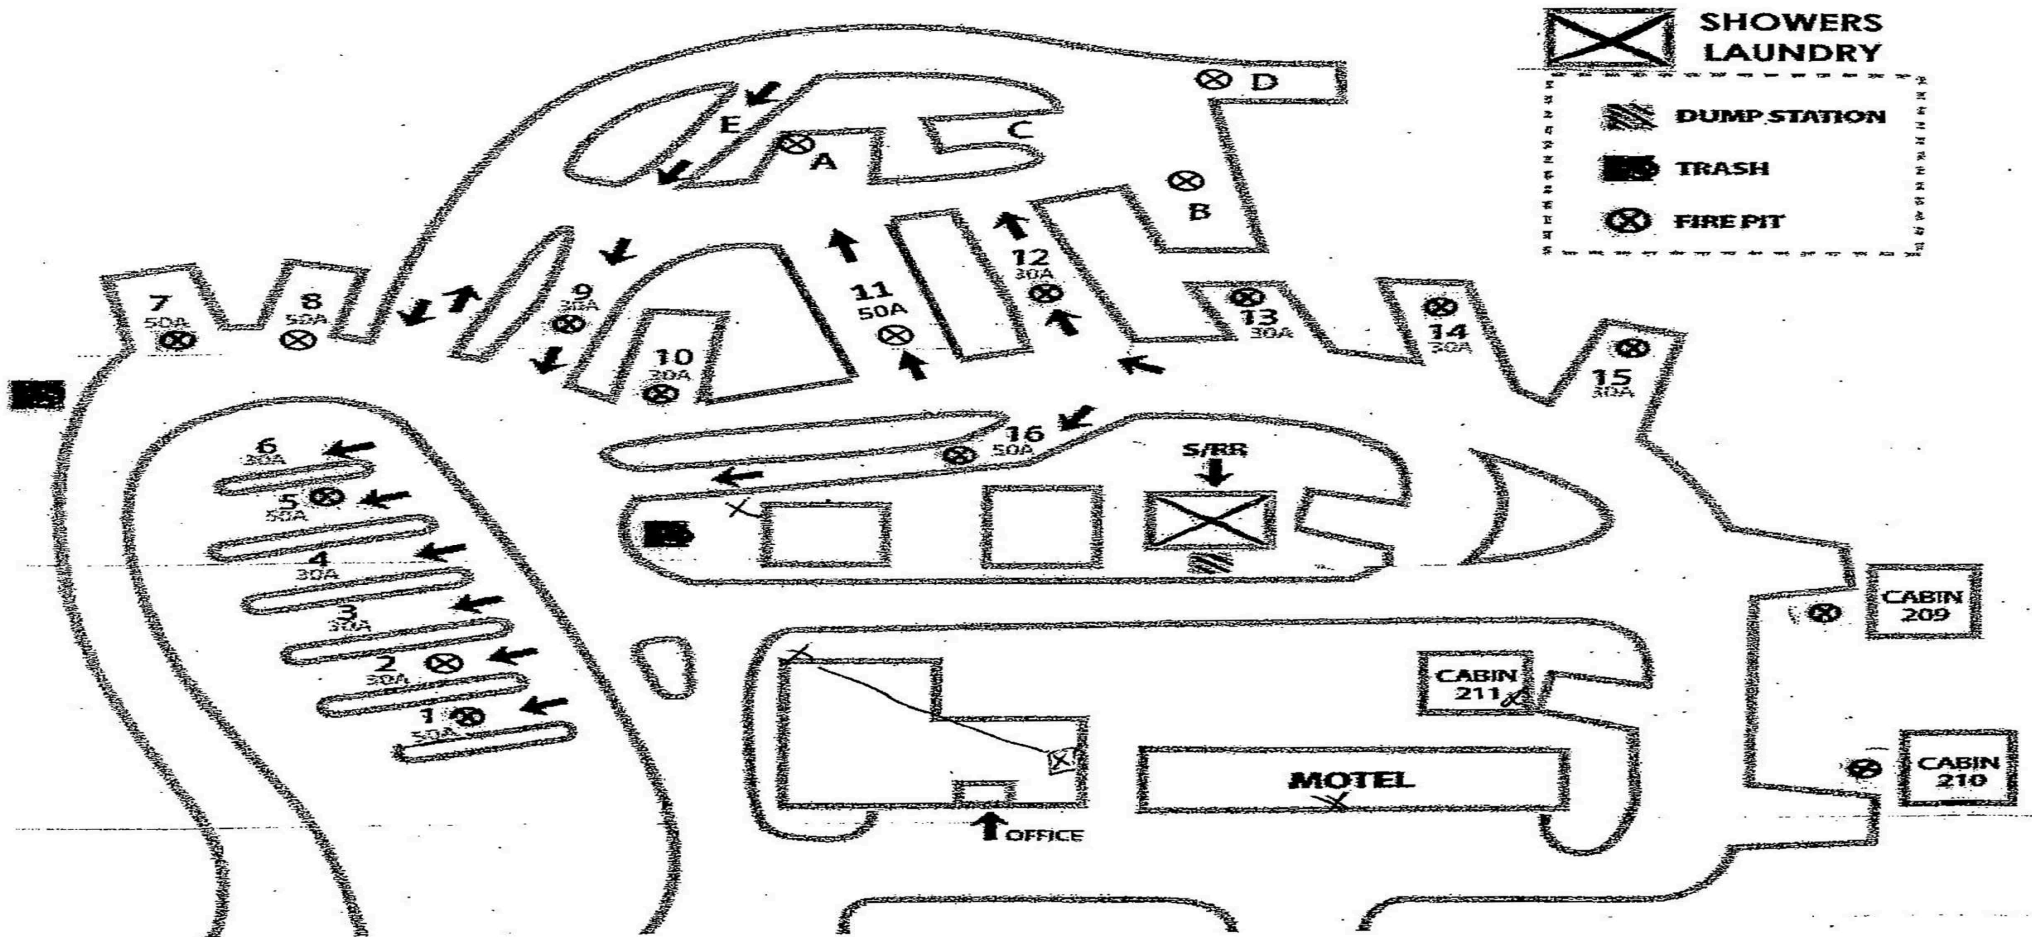 SHOWERS
LAUNDRY
DUMP STATION
TRASH
FIRE PIT
D
E
C
A
B
12
30A
7
50A
8
50A
9
30A
11
50A
13
30A
14
30A
10
30A
15
30A
16
50A
S/RR
6
30A
5
50A
4
30A
3
30A
2
30A
1
50A
CABIN
209
CABIN
211
CABIN
210
MOTEL
OFFICE